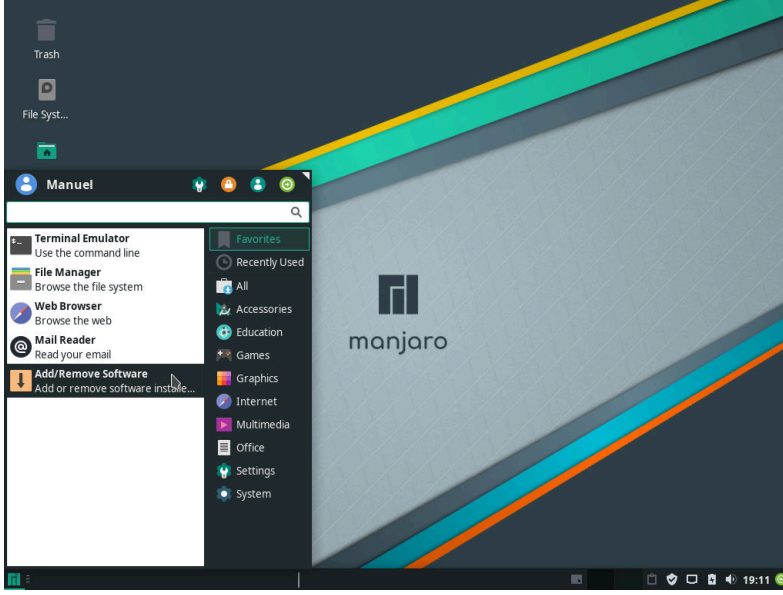 Trash
File Syst...
Manuel
Terminal Emulator
Use the command line
File Manager
Browse the file system
Web Browser
Browse the web
Mail Reader
Read your email
Add/Remove Software
Add or remove software installe...
Favorites
Recently Used
All
Accessories
Education
Games
Graphics
Internet
Multimedia
Office
Settings
System
manjaro
19:11